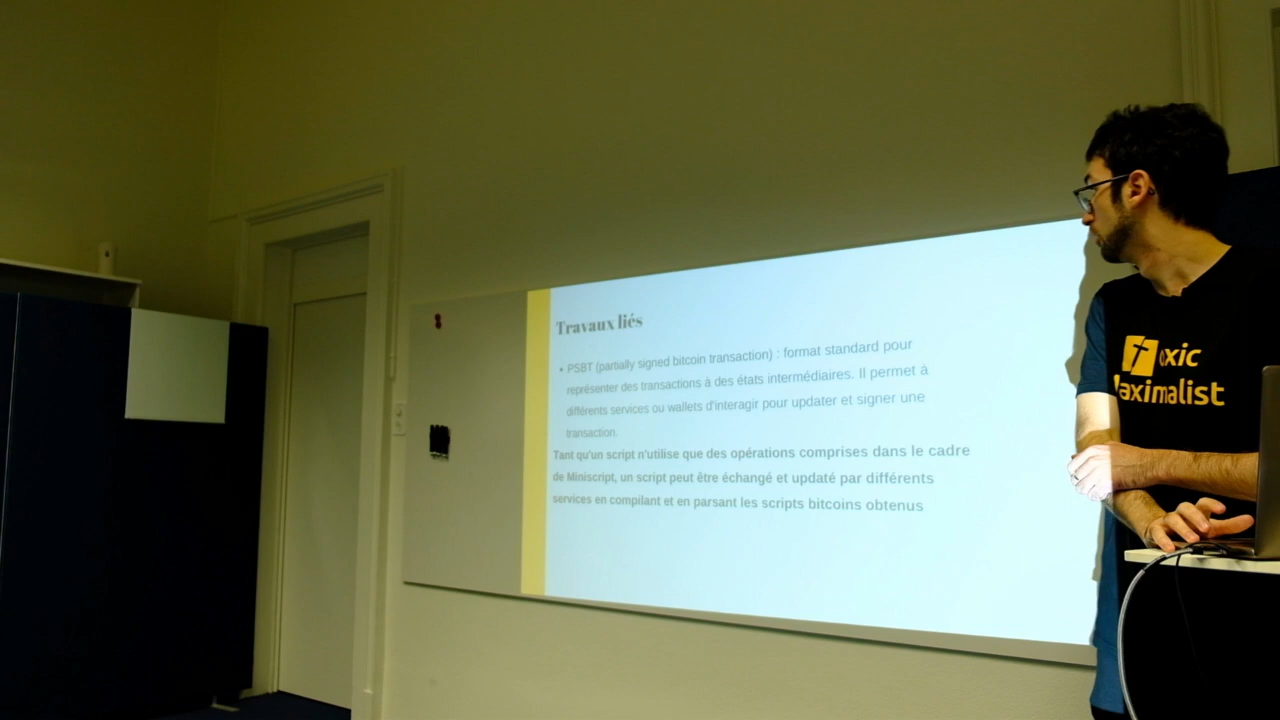 Travaux liés
• PSBT (partially signed bitcoin transaction) : format standard pour
représenter des transactions à des états intermédiaires. Il permet à
différents services ou wallets d'interagir pour updater et signer une
transaction.
Tant qu'un script n'utilise que des opérations comprises dans le cadre
de Miniscript, un script peut être échangé et updaté par différents
services en compilant et en parsant les scripts bitcoins obtenus
Toxic
Maximalist